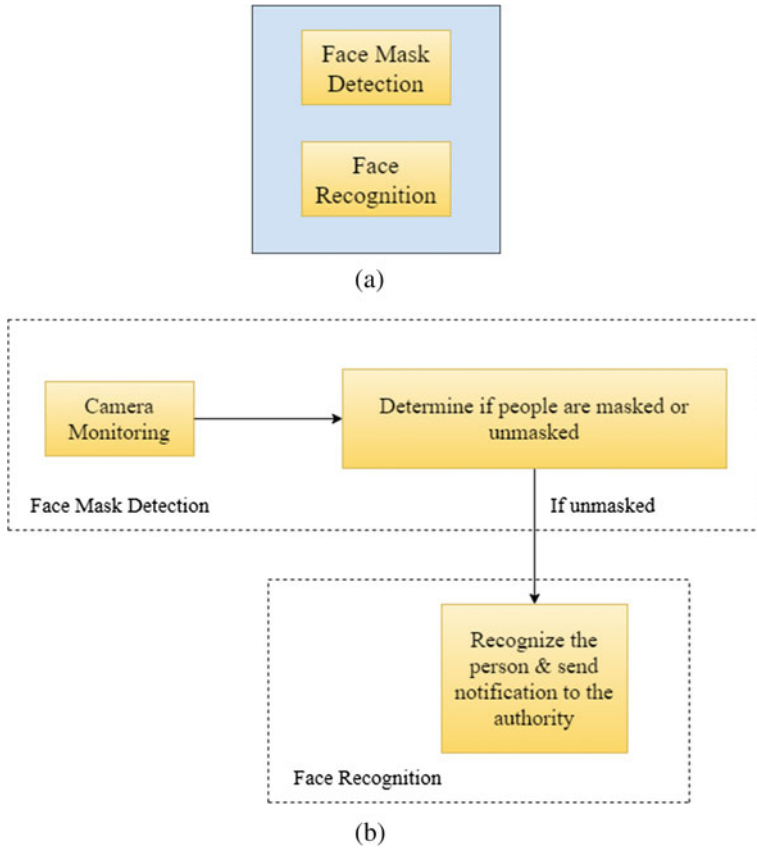 Face Mask
Detection
Face
Recognition
(a)
Camera
Monitoring
Determine if people are masked or
unmasked
Face Mask Detection
If unmasked
Recognize the
person & send
notification to the
authority
Face Recognition
(b)